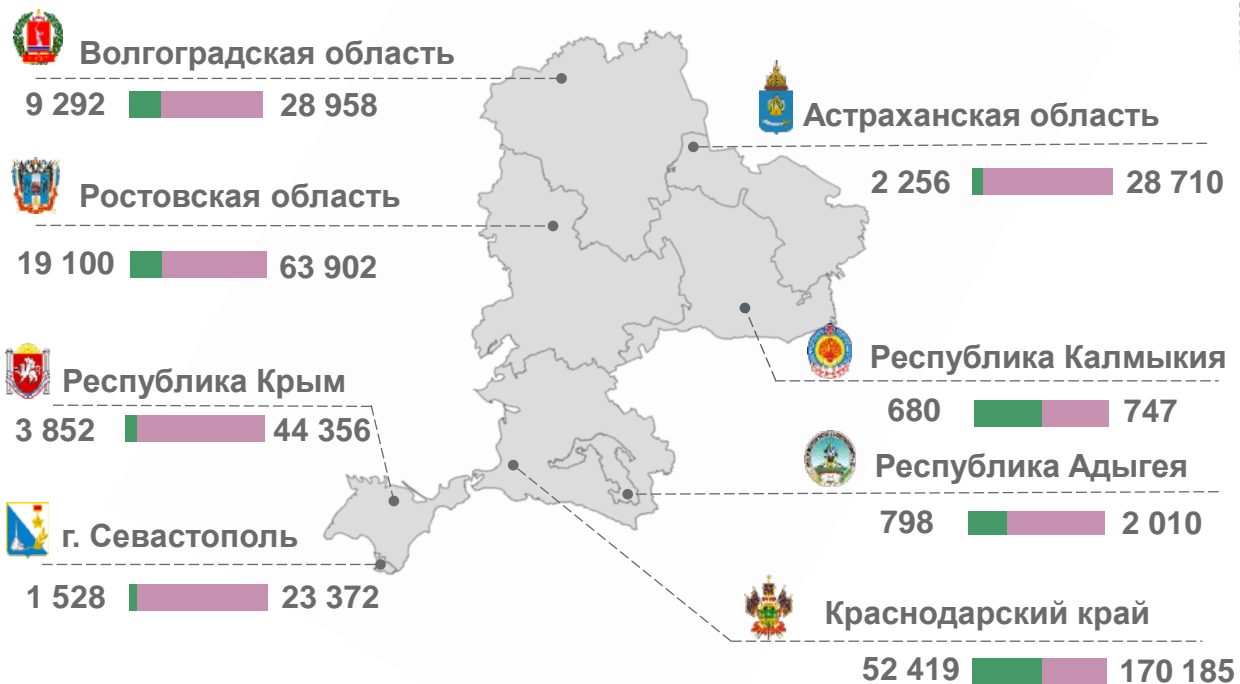 Волгоградская область
9 292 28 958
Астраханская область
2 256 28 710
Ростовская область
19 100 63 902
Республика Калмыкия
680 747
Республика Крым
3 852 44 356
Республика Адыгея
798 2 010
г. Севастополь
1 528 23 372
Краснодарский край
52 419 170 185